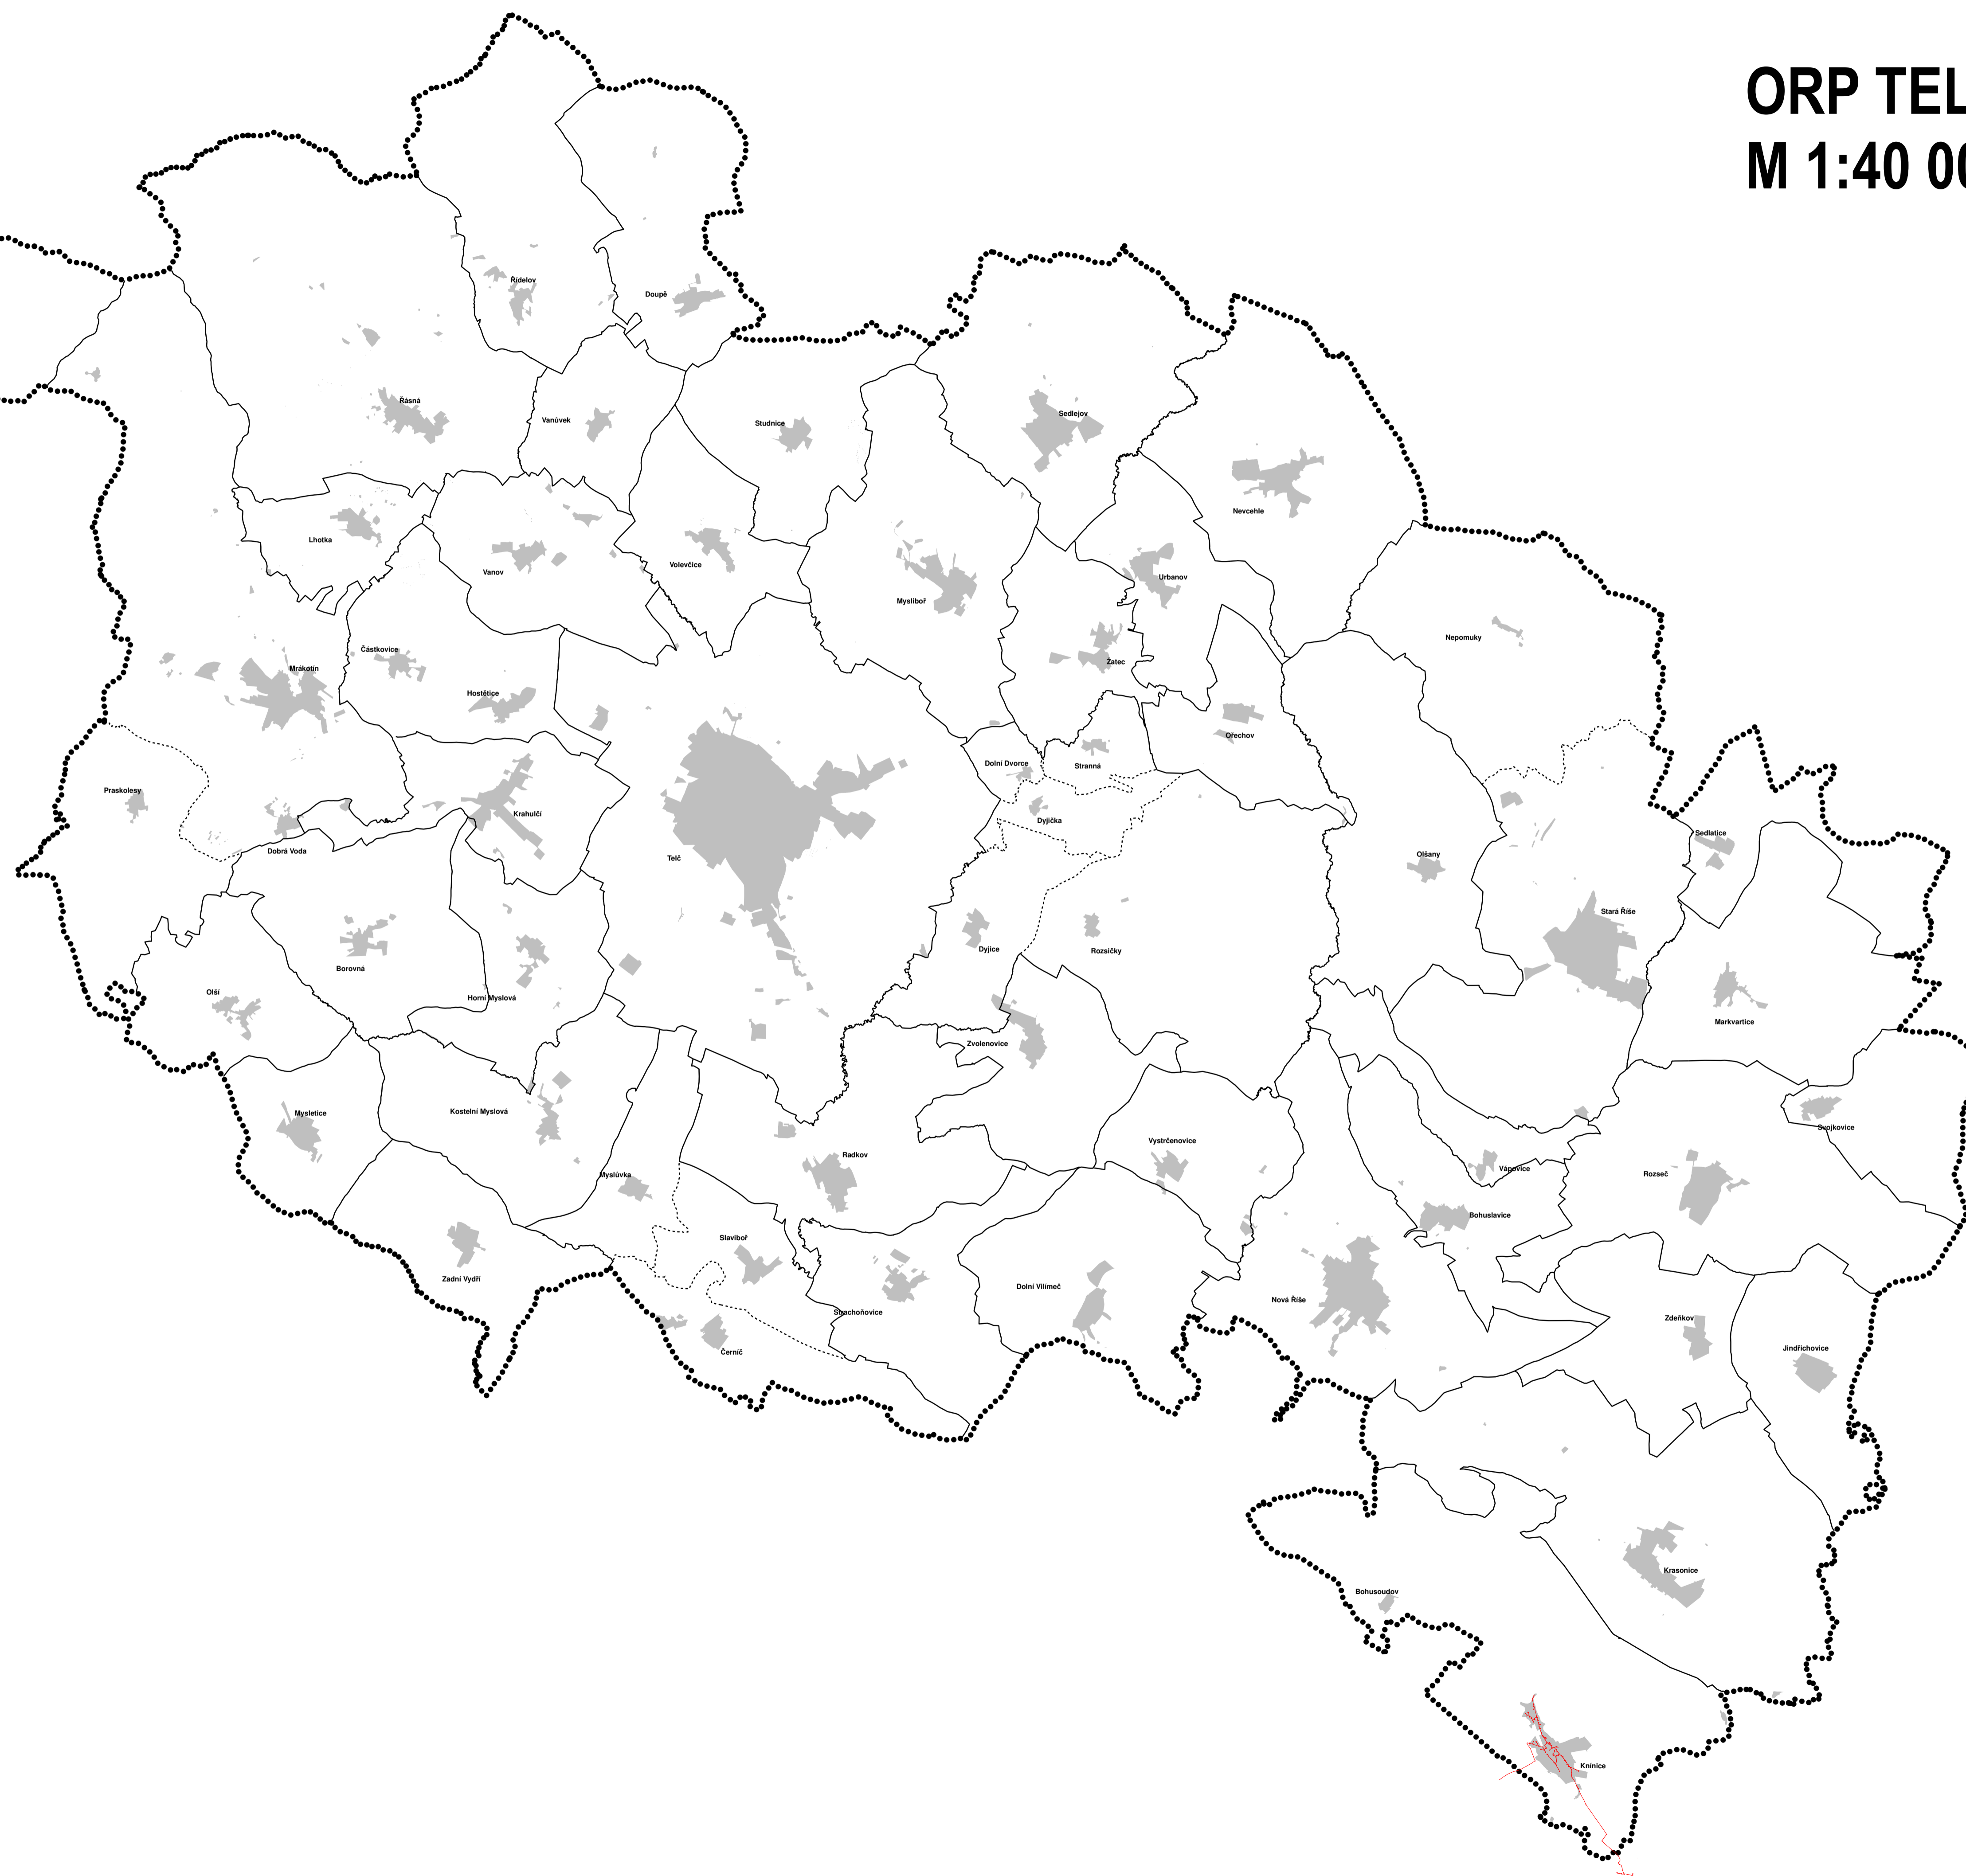 ORP TEL
M 1:40 00
Řídelov
Doupě
Řásná
Vanůvek
Studnice
Sedlejov
Nevcehle
Lhotka
Vanov
Volevčice
Mysliboř
Urbanov
Nepomuky
Částkovice
Mrákotín
Žatec
Hostětice
Ořechov
Dolní Dvorce
Stranná
Praskolesy
Krahulčí
Dyjička
Sedlatice
Dobrá Voda
Telč
Olšany
Stará Říše
Dyjice
Rozsičky
Borovná
Olší
Horní Myslová
Markvartice
Zvolenovice
Mysletice
Kostelní Myslová
Svojkovice
Vystrčenovice
Radkov
Vápovice
Myslůvka
Rozseč
Bohuslavice
Slaviboř
Zadní Vydří
Dolní Vilímeč
Nová Říše
Strachoňovice
Zdeňkov
Černíč
Jindřichovice
Krasonice
Bohusoudov
Knínice